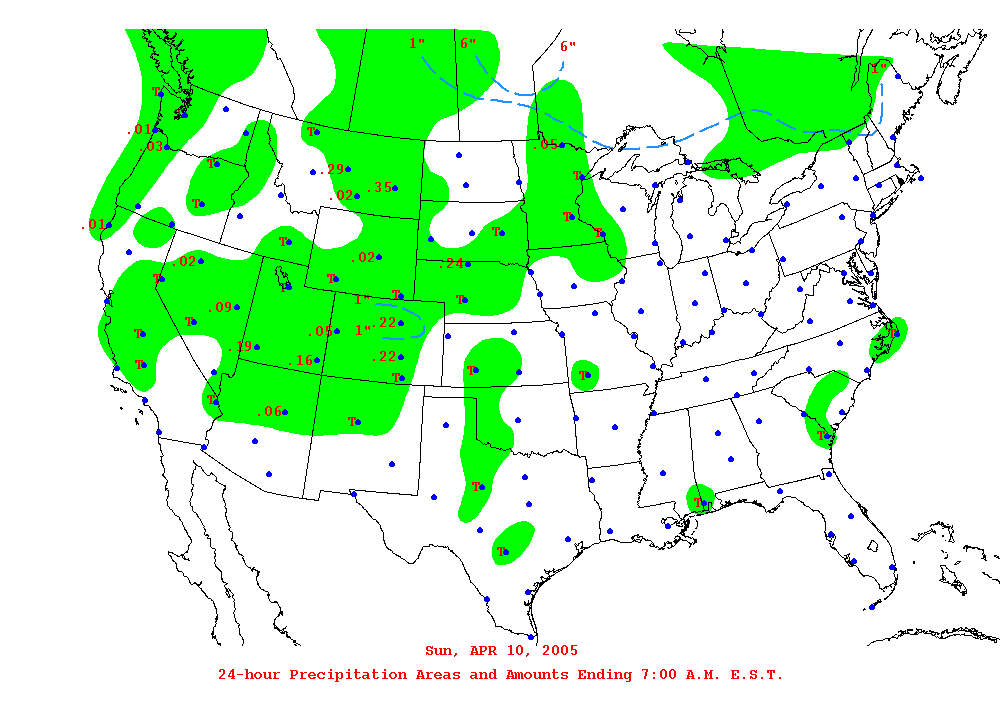 1" 6" 6"
1"
T
.01 T .05
.03
T .29 T
.02 .35
T
.01 T T T
T
.02 .02 .24
T T T
T T 1" T
.09
T .22
T .05 1" T
.19 .22
T .16 T T T
T
.06 T T
T T
T
Sun, APR 10, 2005
24-hour Precipitation Areas and Amounts Ending 7:00 A.M. E.S.T.